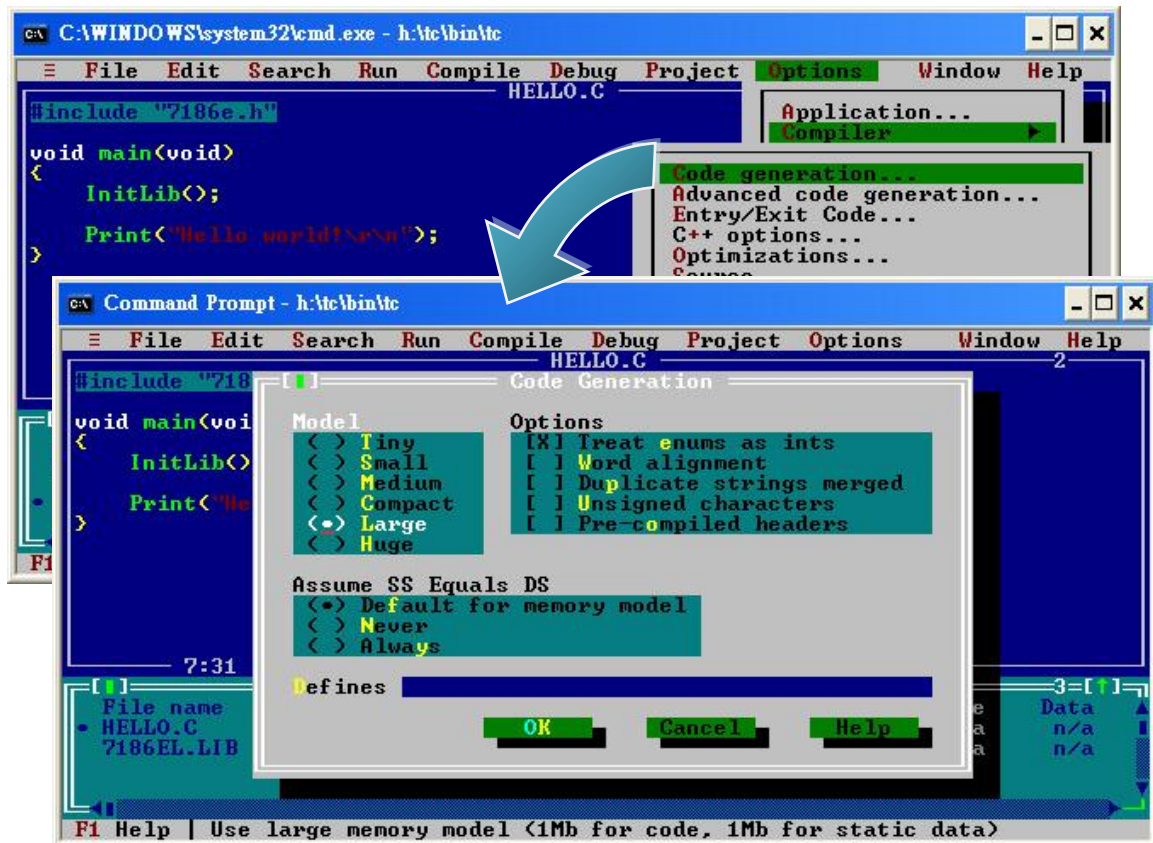 C:\WINDOWS\system32\cmd.exe - h:\tc\bin\tc
≡ File Edit Search Run Compile Debug Project Options Window Help
HELLO.C
#include "7186e.h"
void main(void)
{
InitLib();
Print("Hello world!\r\n");
}
Application...
Compiler
Code generation...
Advanced code generation...
Entry/Exit Code...
C++ options...
Optimizations...
Source
F1
Command Prompt - h:\tc\bin\tc
≡ File Edit Search Run Compile Debug Project Options Window Help
HELLO.C 2
#include "718
void main(voi
{
InitLib()
Print("He
}
7:31
Code Generation
Model
( ) Tiny
( ) Small
( ) Medium
( ) Compact
(•) Large
( ) Huge
Options
[X] Treat enums as ints
[ ] Word alignment
[ ] Duplicate strings merged
[ ] Unsigned characters
[ ] Pre-compiled headers
Assume SS Equals DS
(•) Default for memory model
( ) Never
( ) Always
Defines
OK Cancel Help
3=[↑]
File name e Data
• HELLO.C a n/a
7186EL.LIB a n/a
F1 Help | Use large memory model (1Mb for code, 1Mb for static data)